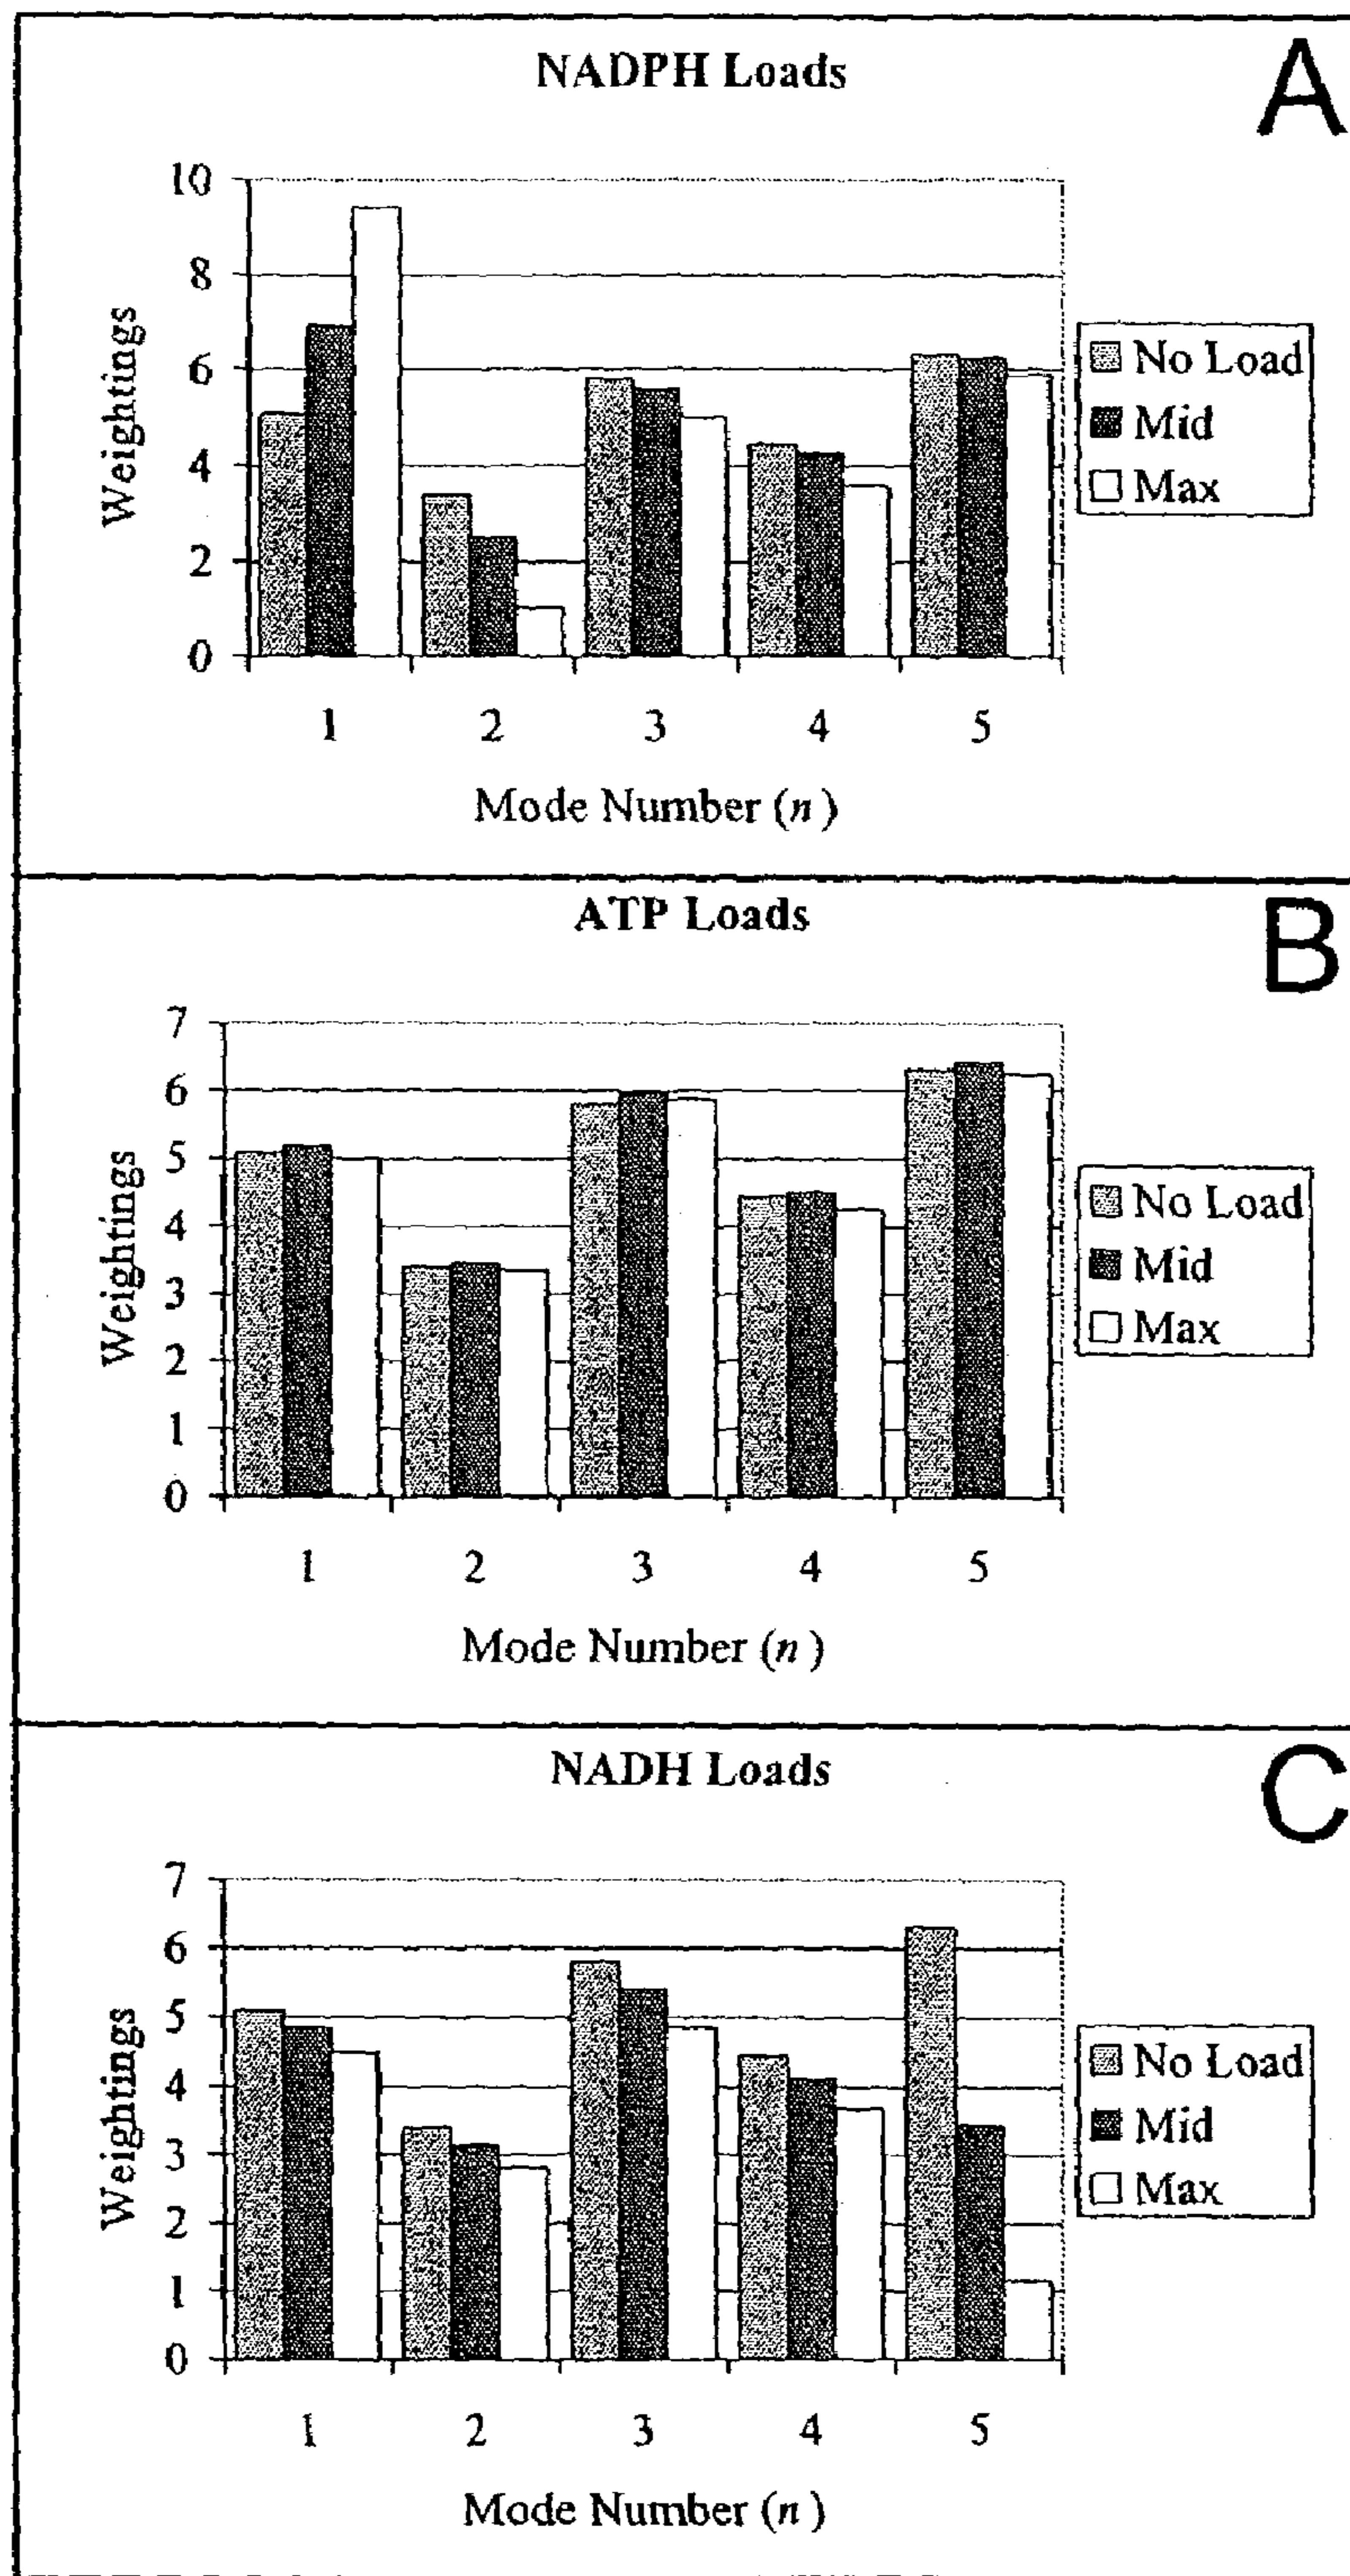 NADPH Loads
A
10
8
6
4
2
0
Weightings
1 2 3 4 5
Mode Number (n)
No Load
Mid
Max
ATP Loads
B
7
6
5
4
3
2
1
0
Weightings
1 2 3 4 5
Mode Number (n)
No Load
Mid
Max
NADH Loads
C
7
6
5
4
3
2
1
0
Weightings
1 2 3 4 5
Mode Number (n)
No Load
Mid
Max